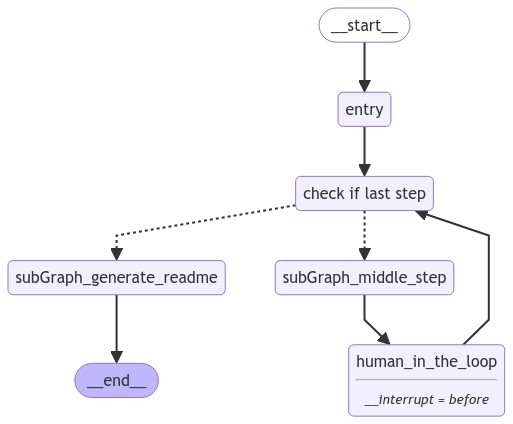 __start__
entry
check if last step
subGraph_generate_readme
subGraph_middle_step
human_in_the_loop
__interrupt = before
__end__